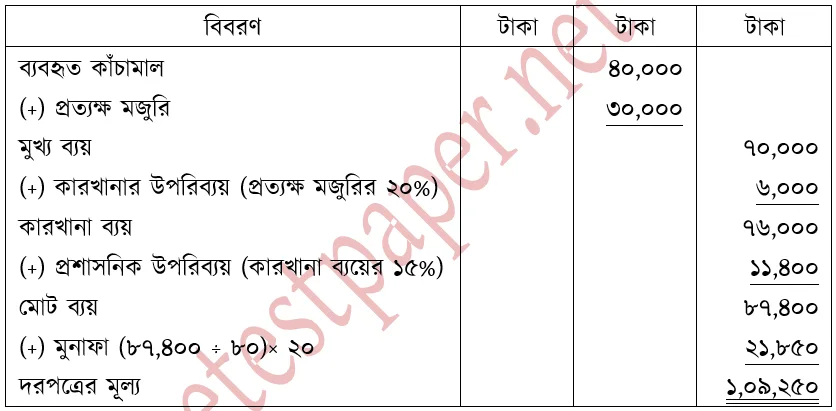 বিবরণ টাকা টাকা টাকা
ব্যবহৃত কাঁচামাল ৪০,০০০
(+) প্রত্যক্ষ মজুরি ৩০,০০০
মুখ্য ব্যয় ৭০,০০০
(+) কারখানার উপরিব্যয় (প্রত্যক্ষ মজুরির ২০%) ৬,০০০
কারখানা ব্যয় ৭৬,০০০
(+) প্রশাসনিক উপরিব্যয় (কারখানা ব্যয়ের ১৫%) ১১,৪০০
মোট ব্যয় ৮৭,৪০০
(+) মুনাফা (৮৭,৪০০ ÷ ৮০)× ২০ ২১,৮৫০
দরপত্রের মূল্য ১,০৯,২৫০
etestpaper.net